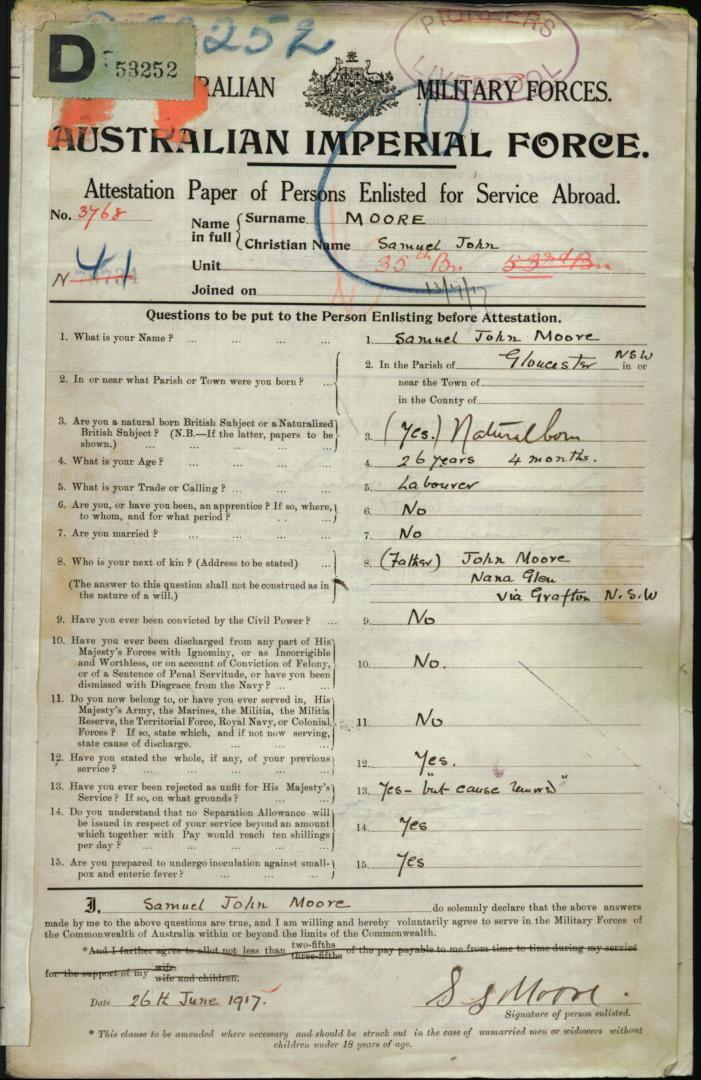 53252
D 53252
PIONEERS
LIVERPOOL
RALIAN MILITARY FORCES.
AUSTRALIAN IMPERIAL FORCE.
Attestation Paper of Persons Enlisted for Service Abroad.
No. 3768
Name in full { Surname MOORE
Christian Name Samuel John
Unit 35th Bn 53rd Bn
N 41
Joined on 13/7/17
Questions to be put to the Person Enlisting before Attestation.
1. What is your Name? ... ... ... ... 1. Samuel John Moore
2. In or near what Parish or Town were you born? ... 2. In the Parish of Gloucester NSW in or
near the Town of
in the County of
3. Are you a natural born British Subject or a Naturalized
British Subject? (N.B.—If the latter, papers to be
shown.) ... ... ... ... 3. (Yes.) Natural born
4. What is your Age? ... ... ... ... 4. 26 years 4 months.
5. What is your Trade or Calling? ... ... ... 5. Labourer
6. Are you, or have you been, an apprentice? If so, where,
to whom, and for what period? .. ... 6. No
7. Are you married? ... ... ... ... 7. No
8. Who is your next of kin? (Address to be stated) ... 8. (Father) John Moore
Nana Glen
via Grafton N.S.W
(The answer to this question shall not be construed as in
the nature of a will.)
9. Have you ever been convicted by the Civil Power? ... 9. No
10. Have you ever been discharged from any part of His
Majesty's Forces with Ignominy, or as Incorrigible
and Worthless, or on account of Conviction of Felony,
or of a Sentence of Penal Servitude, or have you been
dismissed with Disgrace from the Navy? ... ... 10. No.
11. Do you now belong to, or have you ever served in, His
Majesty's Army, the Marines, the Militia, the Militia
Reserve, the Territorial Force, Royal Navy, or Colonial
Forces? If so, state which, and if not now serving,
state cause of discharge. ... ... ... 11. No
12. Have you stated the whole, if any, of your previous
service? ... ... ... ... 12. Yes.
13. Have you ever been rejected as unfit for His Majesty's
Service? If so, on what grounds? ... ... 13. Yes - "but cause removed"
14. Do you understand that no Separation Allowance will
be issued in respect of your service beyond an amount
which together with Pay would reach ten shillings
per day? ... ... ... ... 14. Yes
15. Are you prepared to undergo inoculation against small-
pox and enteric fever? ... ... ... 15. Yes
I, Samuel John Moore do solemnly declare that the above answers
made by me to the above questions are true, and I am willing and hereby voluntarily agree to serve in the Military Forces of
the Commonwealth of Australia within or beyond the limits of the Commonwealth.
*And I further agree to allot not less than two-fifths three-fifths of the pay payable to me from time to time during my service
for the support of my wife wife and children.
Date 26th June 1917. S J Moore.
Signature of person enlisted.
* This clause to be amended where necessary and should be struck out in the case of unmarried men or widowers without
children under 18 years of age.